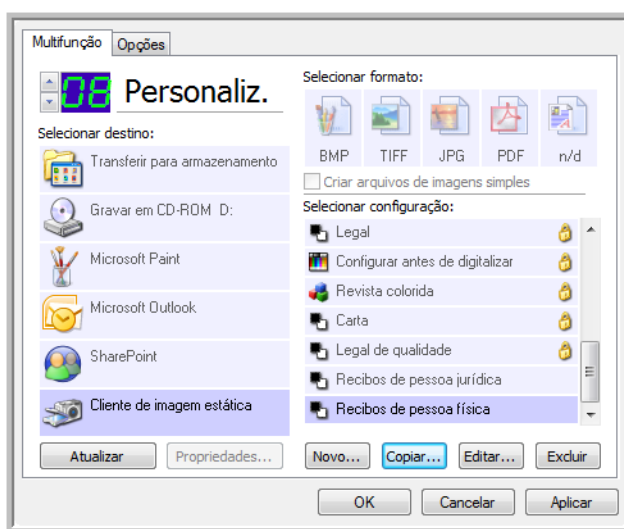 Multifunção Opções
08 Personaliz.
Selecionar destino:
Transferir para armazenamento
Gravar em CD-ROM D:
Microsoft Paint
Microsoft Outlook
SharePoint
Cliente de imagem estática
Atualizar Propriedades...
Selecionar formato:
BMP TIFF JPG PDF n/d
Criar arquivos de imagens simples
Selecionar configuração:
Legal
Configurar antes de digitalizar
Revista colorida
Carta
Legal de qualidade
Recibos de pessoa jurídica
Recibos de pessoa física
Novo... Copiar... Editar... Excluir
OK Cancelar Aplicar